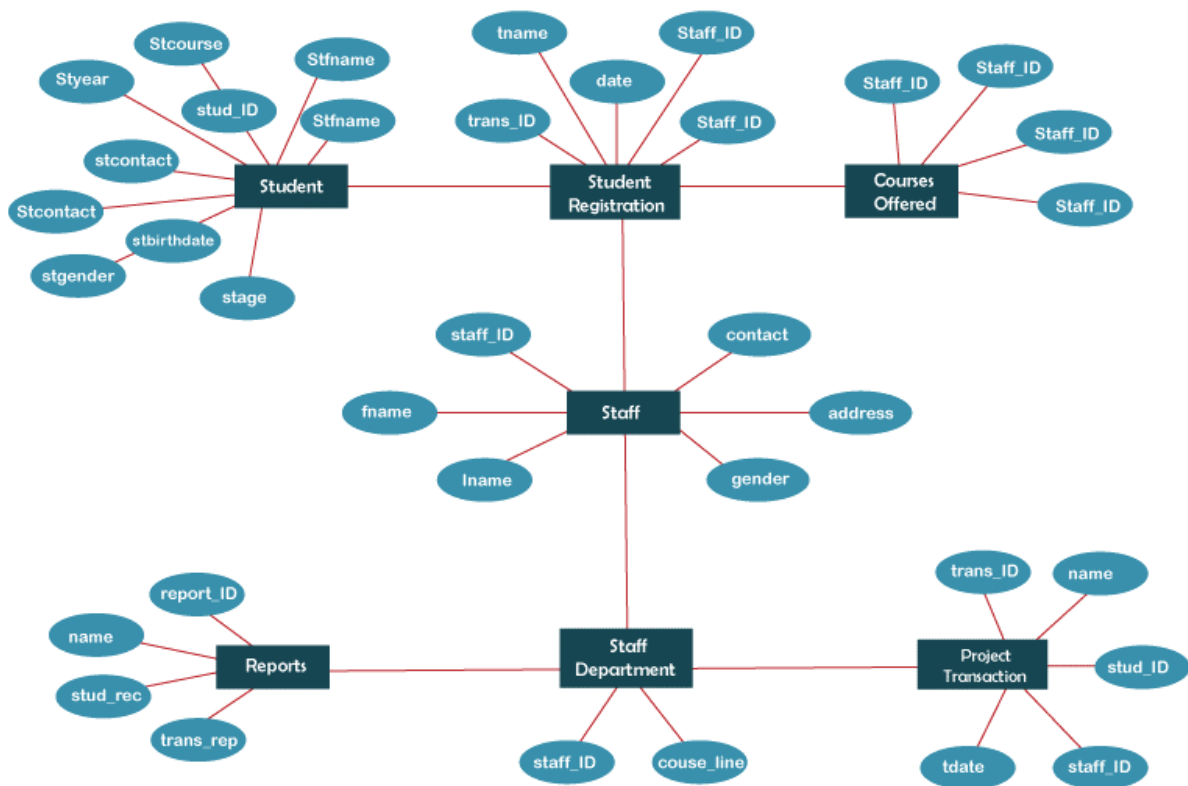 Stcourse
Stfname
Styear
stud_ID
Stfname
stcontact
Student
Stcontact
stbirthdate
stgender
stage
tname
Staff_ID
date
trans_ID
Staff_ID
Student
Registration
Staff_ID
Staff_ID
Staff_ID
Courses
Offered
Staff_ID
staff_ID
contact
fname
Staff
address
lname
gender
report_ID
name
Reports
stud_rec
trans_rep
Staff
Department
staff_ID
couse_line
trans_ID
name
Project
Transaction
stud_ID
tdate
staff_ID